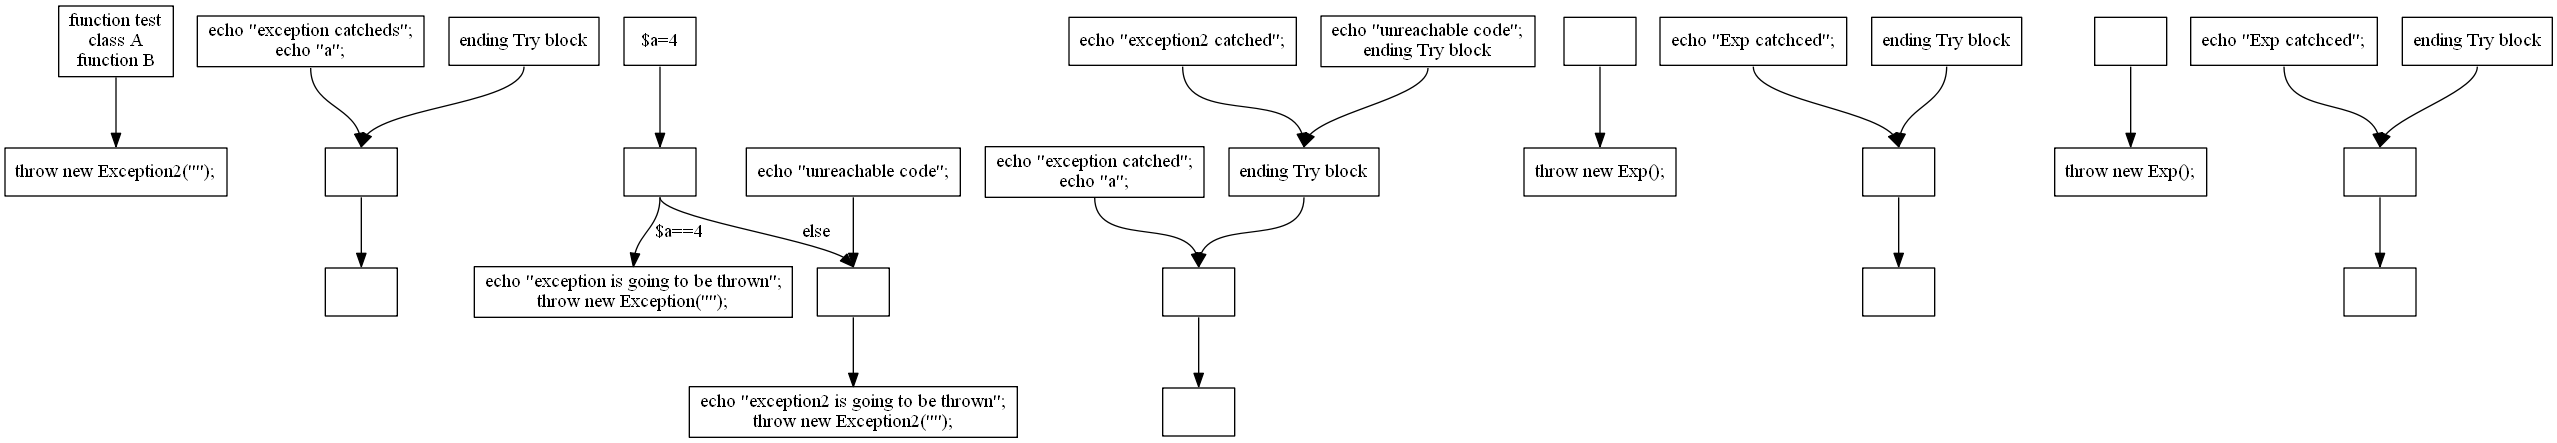 function test
class A
function B
echo "exception catcheds";
echo "a";
ending Try block
$a=4
echo "exception2 catched";
echo "unreachable code";
ending Try block
echo "Exp catchced";
ending Try block
echo "Exp catchced";
ending Try block
throw new Exception2("");
echo "unreachable code";
echo "exception catched";
echo "a";
ending Try block
throw new Exp();
throw new Exp();
$a==4
else
echo "exception is going to be thrown";
throw new Exception("");
echo "exception2 is going to be thrown";
throw new Exception2("");